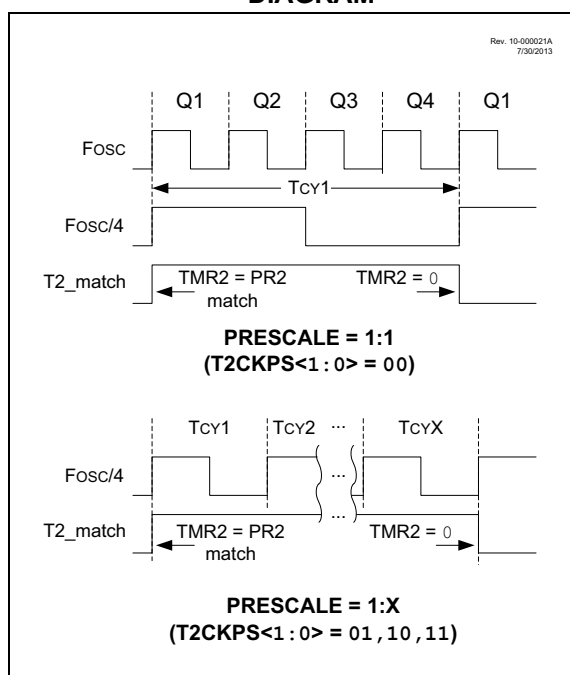 DIAGRAM
Rev. 10-000021A
7/30/2013
Q1 Q2 Q3 Q4 Q1
FOSC
TCY1
FOSC/4
T2_match TMR2 = PR2 TMR2 = 0
match
PRESCALE = 1:1
(T2CKPS<1:0> = 00)
TCY1 TCY2 ... TCYX
FOSC/4 ...
T2_match ...
TMR2 = PR2 TMR2 = 0
match
PRESCALE = 1:X
(T2CKPS<1:0> = 01,10,11)